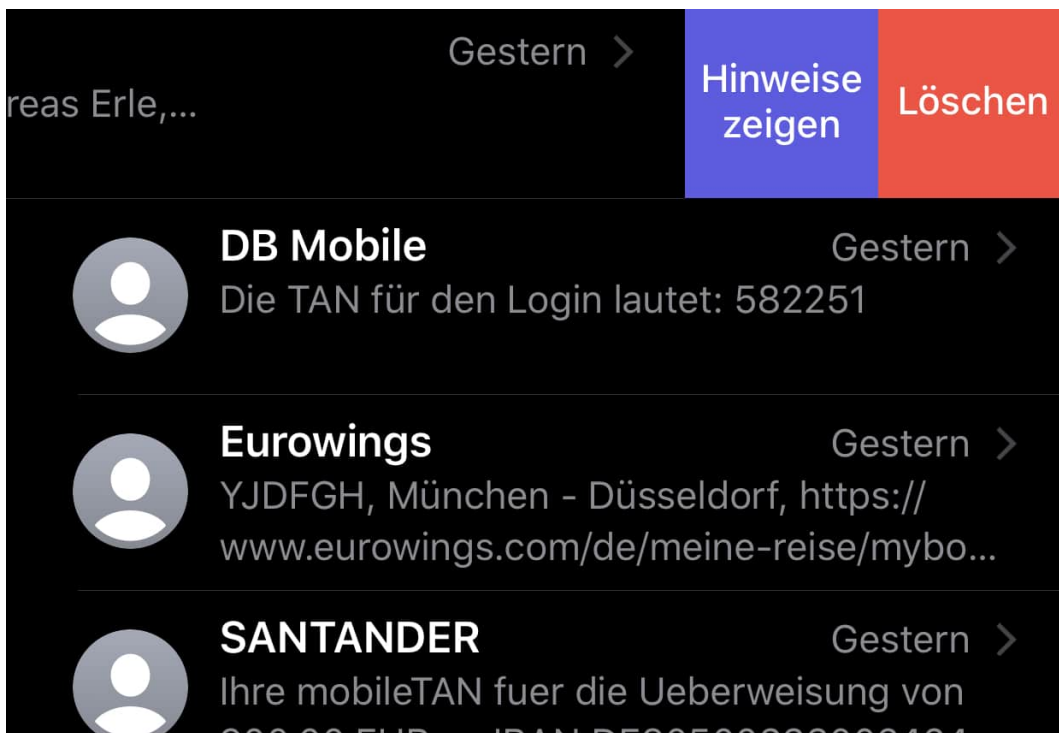 Gestern
reas Erle,...
Hinweise
zeigen
Löschen
DB Mobile
Gestern
Die TAN für den Login lautet: 582251
Eurowings
Gestern
YJDFGH, München - Düsseldorf, https://
www.eurowings.com/de/meine-reise/mybo...
SANTANDER
Gestern
Ihre mobileTAN fuer die Ueberweisung von